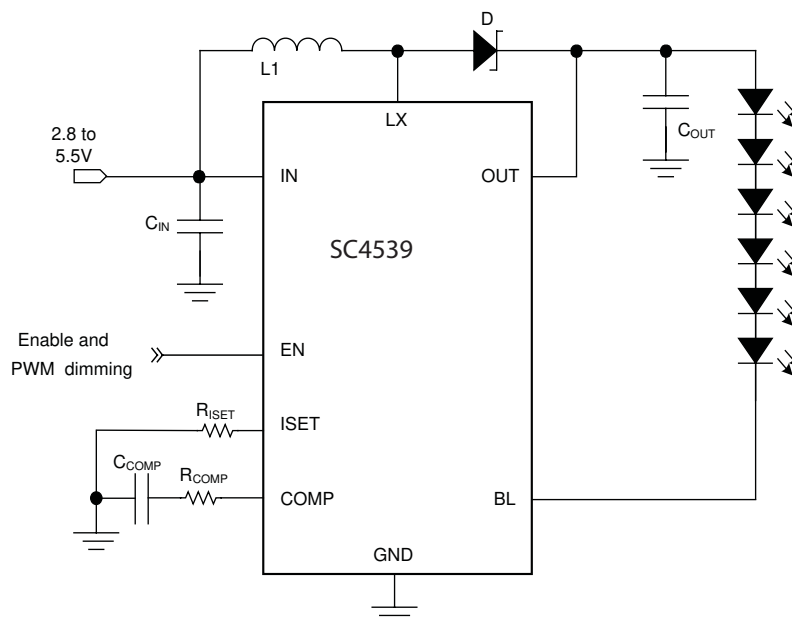 D
L1
LX
2.8 to
5.5V
IN
OUT
COUT
CIN
SC4539
Enable and
PWM dimming
EN
RISET
ISET
CCOMP
RCOMP
COMP
BL
GND